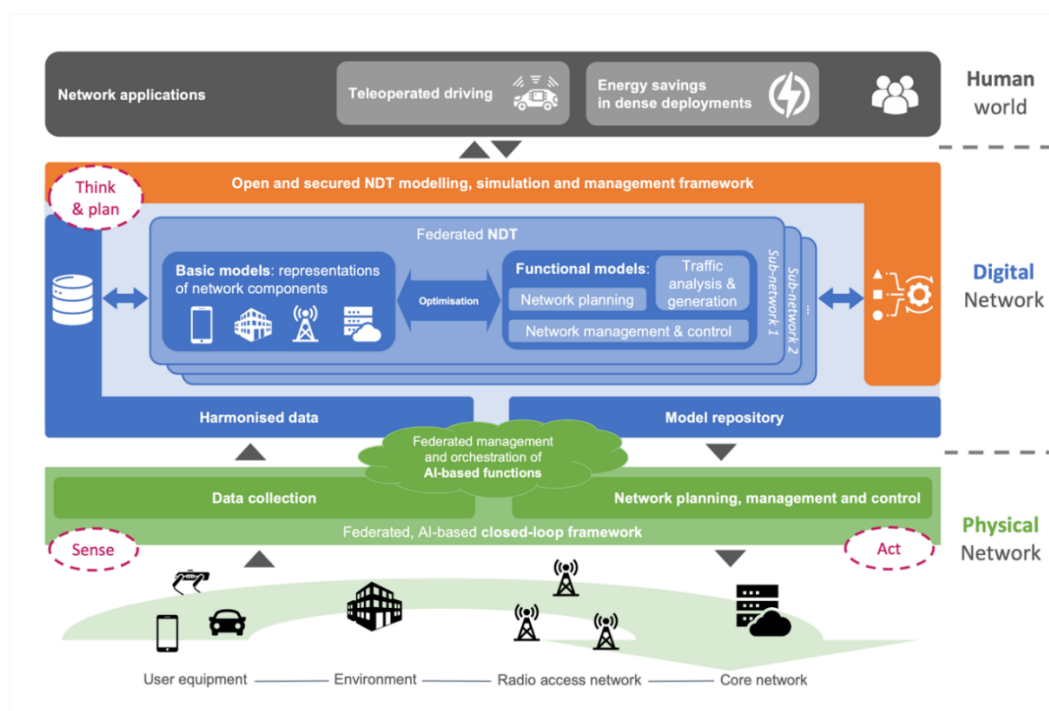 Network applications
Teleoperated driving
Energy savings
in dense deployments
Human
world
Think
& plan
Open and secured NDT modelling, simulation and management framework
Federated NDT
Basic models: representations
of network components
Optimisation
Functional models:
Traffic
analysis &
generation
Network planning
Network management & control
Sub-network 1
Sub-network 2
...
Digital
Network
Harmonised data
Model repository
Federated management
and orchestration of
AI-based functions
Data collection
Network planning, management and control
Federated, AI-based closed-loop framework
Sense
Act
Physical
Network
User equipment
Environment
Radio access network
Core network